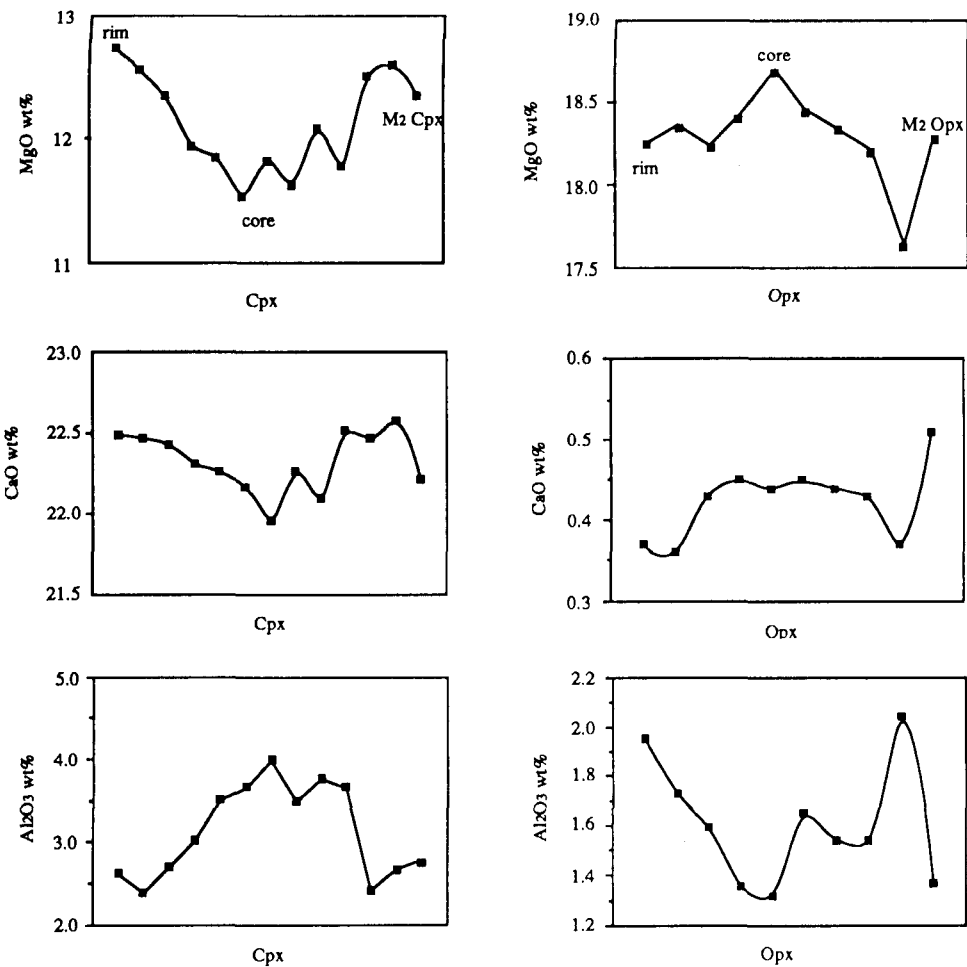 13
12
11
MgO wt%
rim
core
M2 Cpx
Cpx
19.0
18.5
18.0
17.5
MgO wt%
rim
core
M2 Opx
Opx
23.0
22.5
22.0
21.5
CaO wt%
Cpx
0.6
0.5
0.4
0.3
CaO wt%
Opx
5.0
4.0
3.0
2.0
Al2O3 wt%
Cpx
2.2
2.0
1.8
1.6
1.4
1.2
Al2O3 wt%
Opx